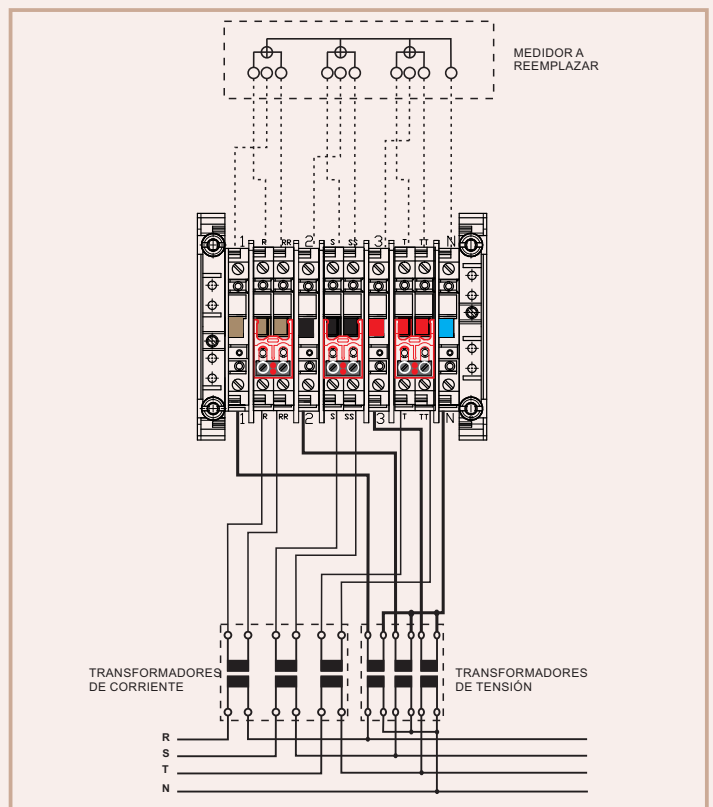 MEDIDOR A
REEMPLAZAR
1 R RR 2 S SS 3 T TT N
1 R RR 2 S SS 3 T TT N
TRANSFORMADORES
DE CORRIENTE
TRANSFORMADORES
DE TENSIÓN
R
S
T
N